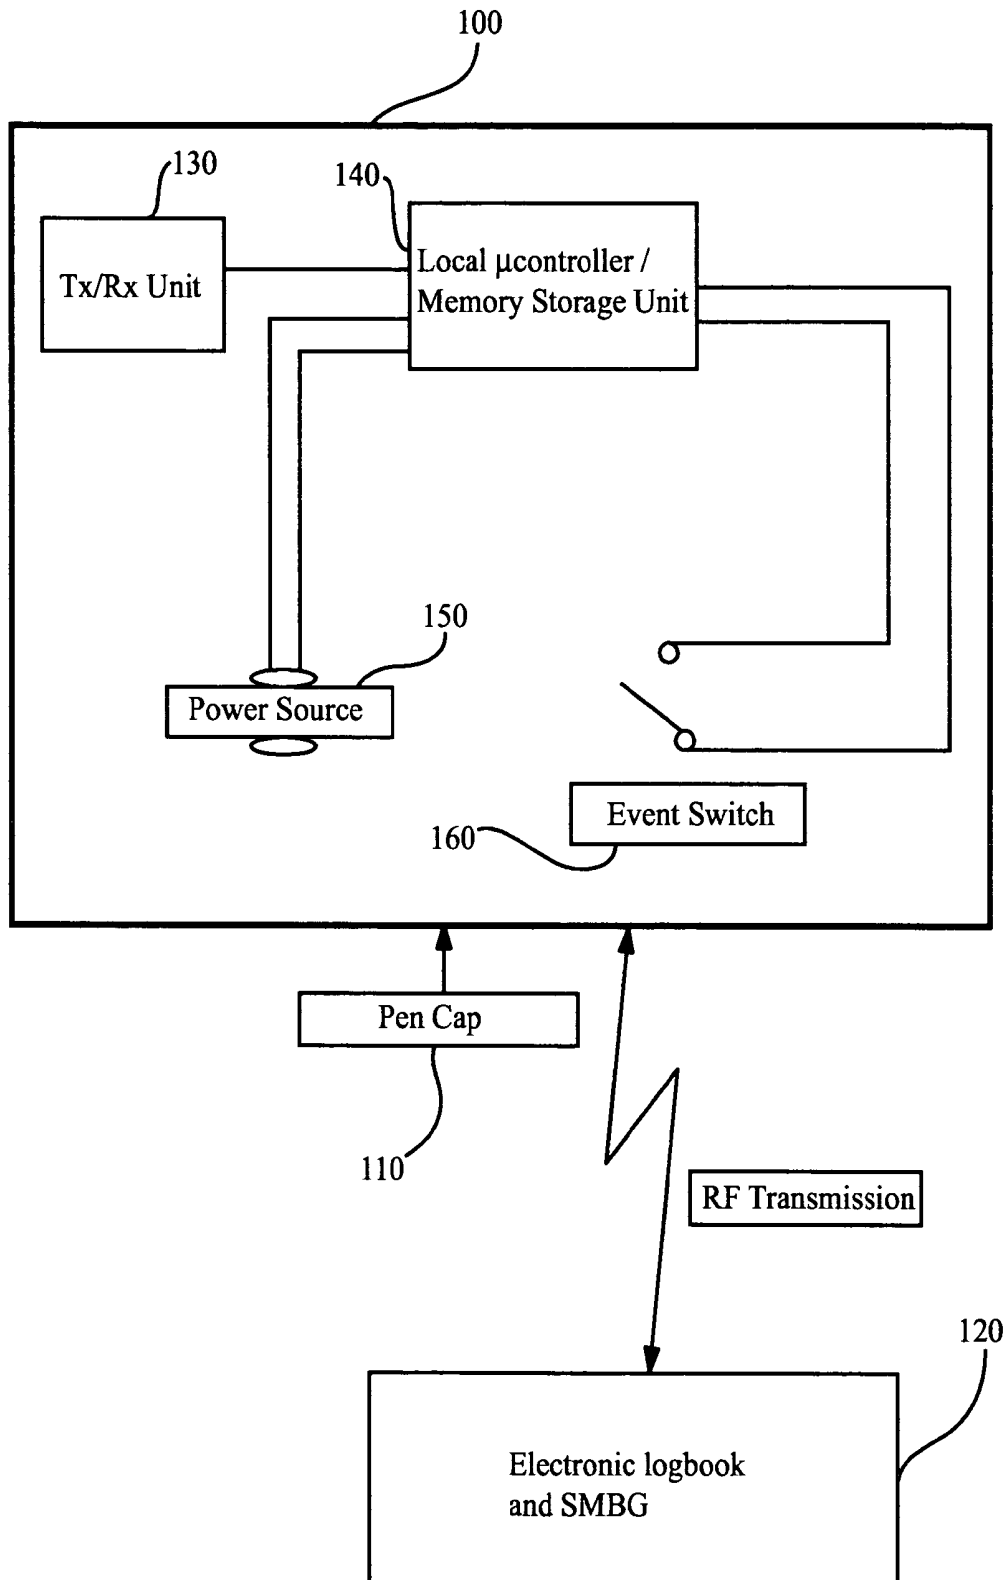 100
130
140
Tx/Rx Unit
Local µcontroller /
Memory Storage Unit
150
Power Source
Event Switch
160
Pen Cap
110
RF Transmission
120
Electronic logbook
and SMBG